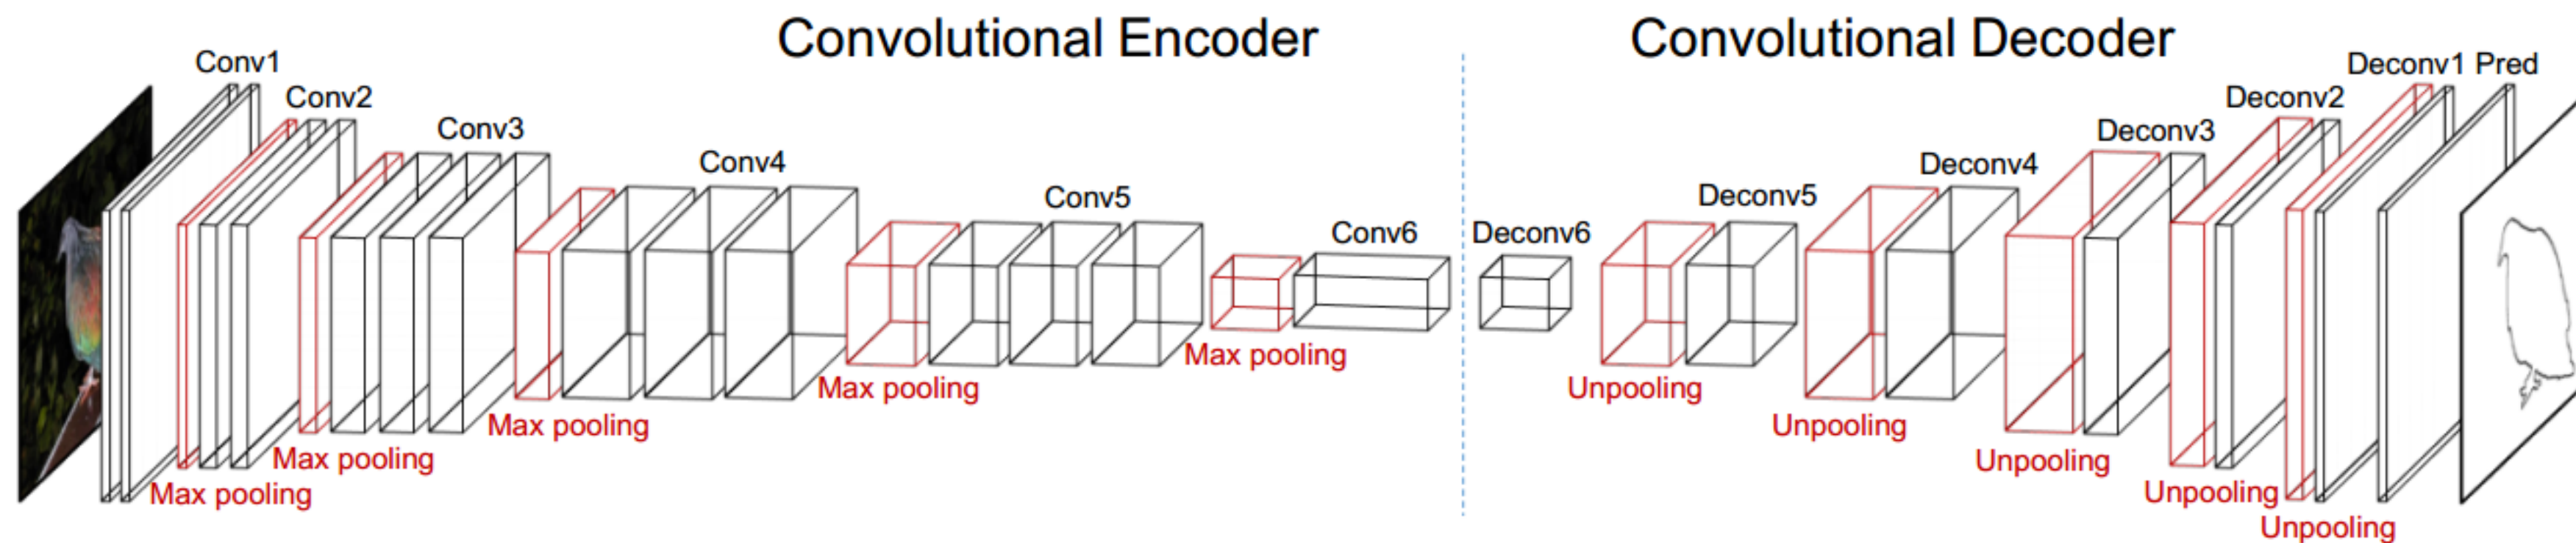 Convolutional Encoder
Convolutional Decoder
Conv1
Conv2
Conv3
Conv4
Conv5
Conv6
Deconv6
Deconv5
Deconv4
Deconv3
Deconv2
Deconv1 Pred
Max pooling
Max pooling
Max pooling
Max pooling
Max pooling
Unpooling
Unpooling
Unpooling
Unpooling
Unpooling